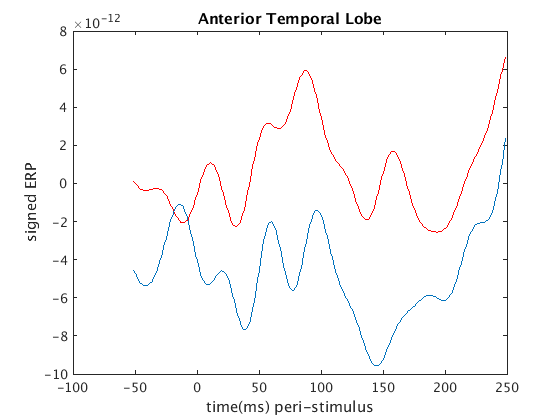 Anterior Temporal Lobe
×10⁻¹²
8
6
4
2
0
−2
−4
−6
−8
−10
signed ERP
-100 -50 0 50 100 150 200 250
time(ms) peri-stimulus